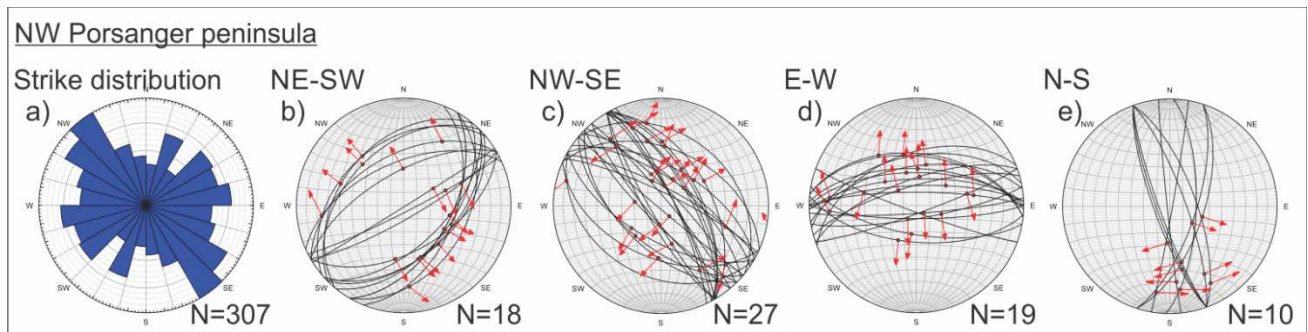 NW Porsanger peninsula
Strike distribution NE-SW NW-SE E-W N-S
a) b) c) d) e)
N N N N N
NW NE NW NE NW NE NW NE NW NE
W E W E W E W E W E
SW SE SW SE SW SE SW SE SW SE
S S S S S
N=307 N=18 N=27 N=19 N=10